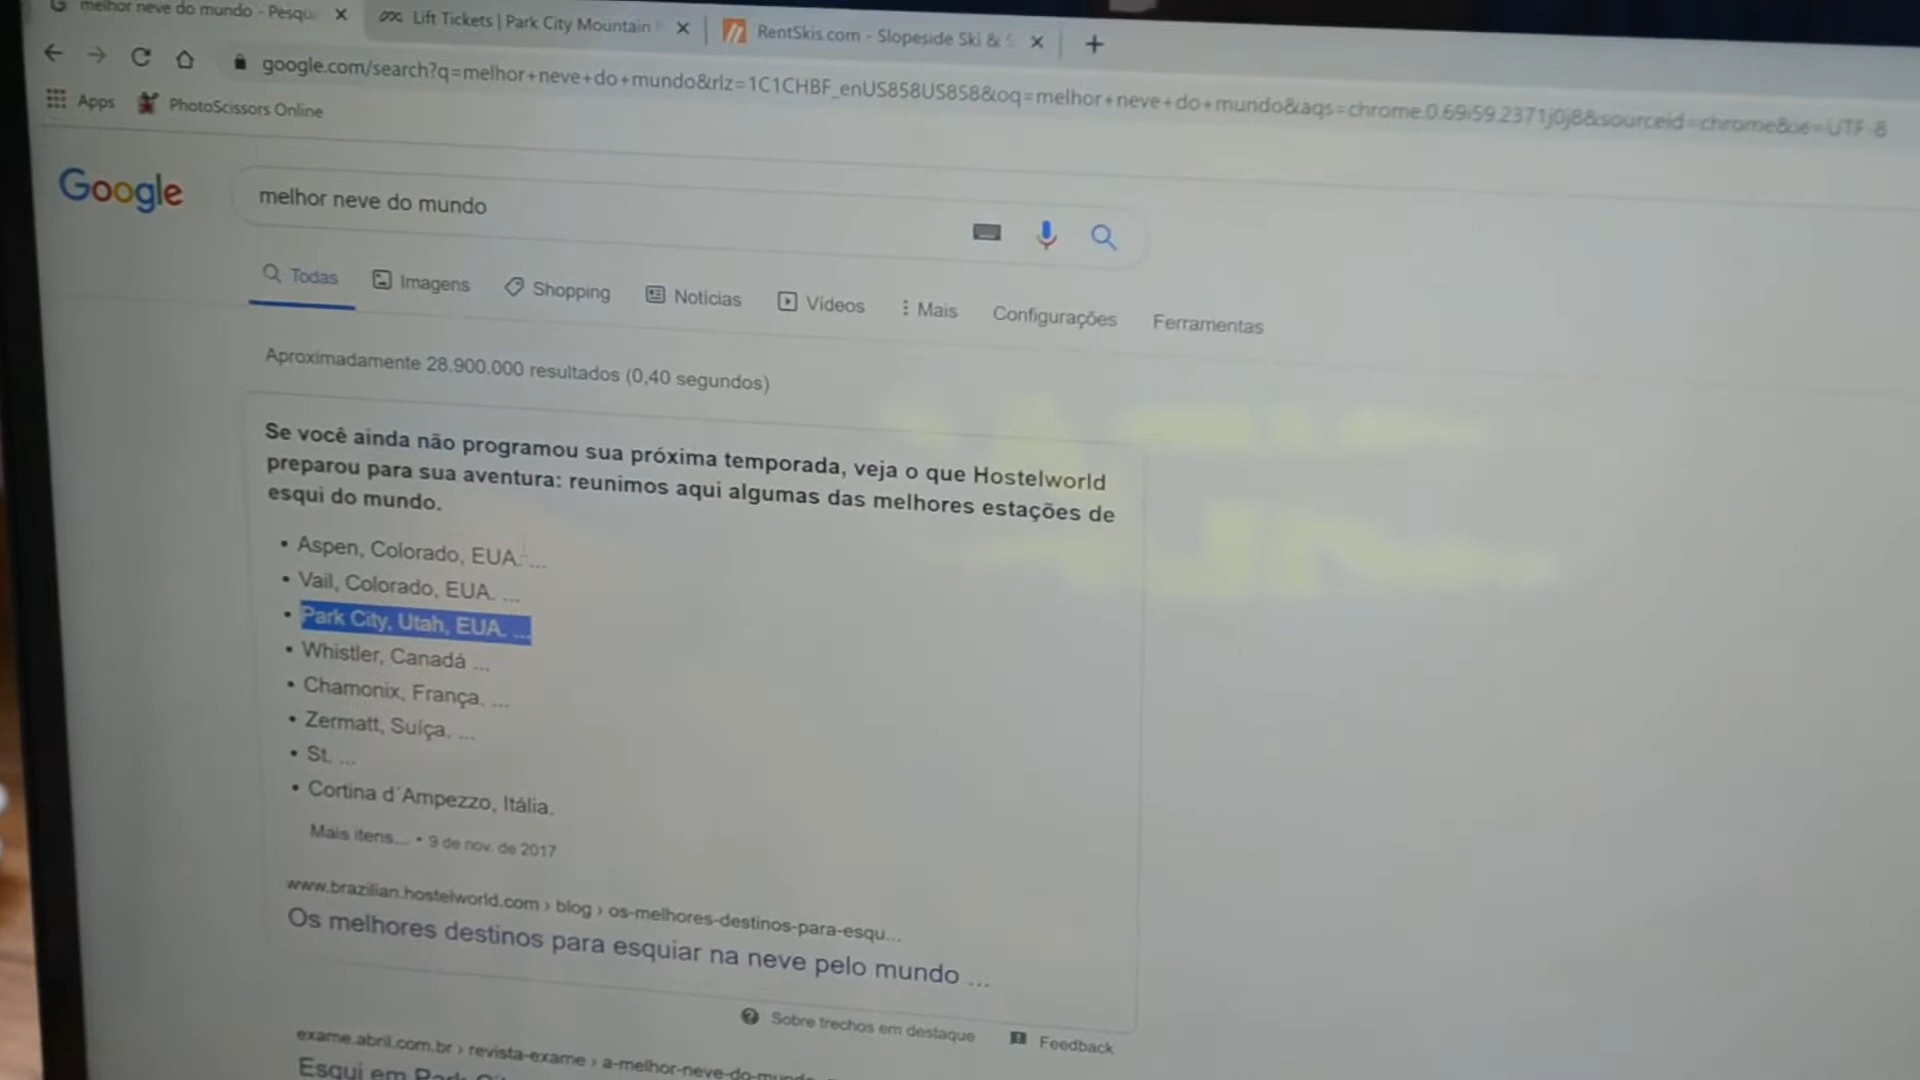 melhor neve do mundo - Pesqu
Lift Tickets | Park City Mountain
RentSkis.com - Slopeside Ski &
google.com/search?q=melhor+neve+do+mundo&rlz=1C1CHBF_enUS858US858&oq=melhor+neve+do+mundo&aqs=chrome.0.69i59.2371j0j8&sourceid=chrome&ie=UTF-8
Apps PhotoScissors Online
Google
melhor neve do mundo
Todas Imagens Shopping Notícias Vídeos Mais Configurações Ferramentas
Aproximadamente 28.900.000 resultados (0,40 segundos)
Se você ainda não programou sua próxima temporada, veja o que Hostelworld
preparou para sua aventura: reunimos aqui algumas das melhores estações de
esqui do mundo.
• Aspen, Colorado, EUA. ...
• Vail, Colorado, EUA. ...
• Park City, Utah, EUA. ...
• Whistler, Canadá ...
• Chamonix, França. ...
• Zermatt, Suíça. ...
• St. ...
• Cortina d´Ampezzo, Itália.
Mais itens... • 9 de nov. de 2017
www.brazilian.hostelworld.com › blog › os-melhores-destinos-para-esqu...
Os melhores destinos para esquiar na neve pelo mundo ...
Sobre trechos em destaque Feedback
exame.abril.com.br › revista-exame › a-melhor-neve-do-mundo
Esqui em Park